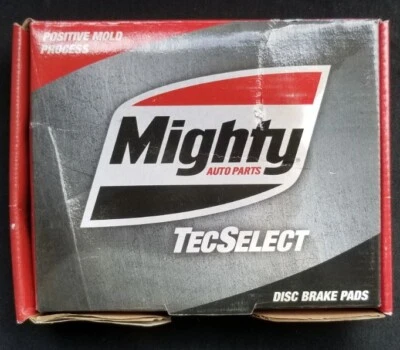 POSITIVE MOLD
PROCESS
Mighty
AUTO PARTS
TECSELECT
DISC BRAKE PADS